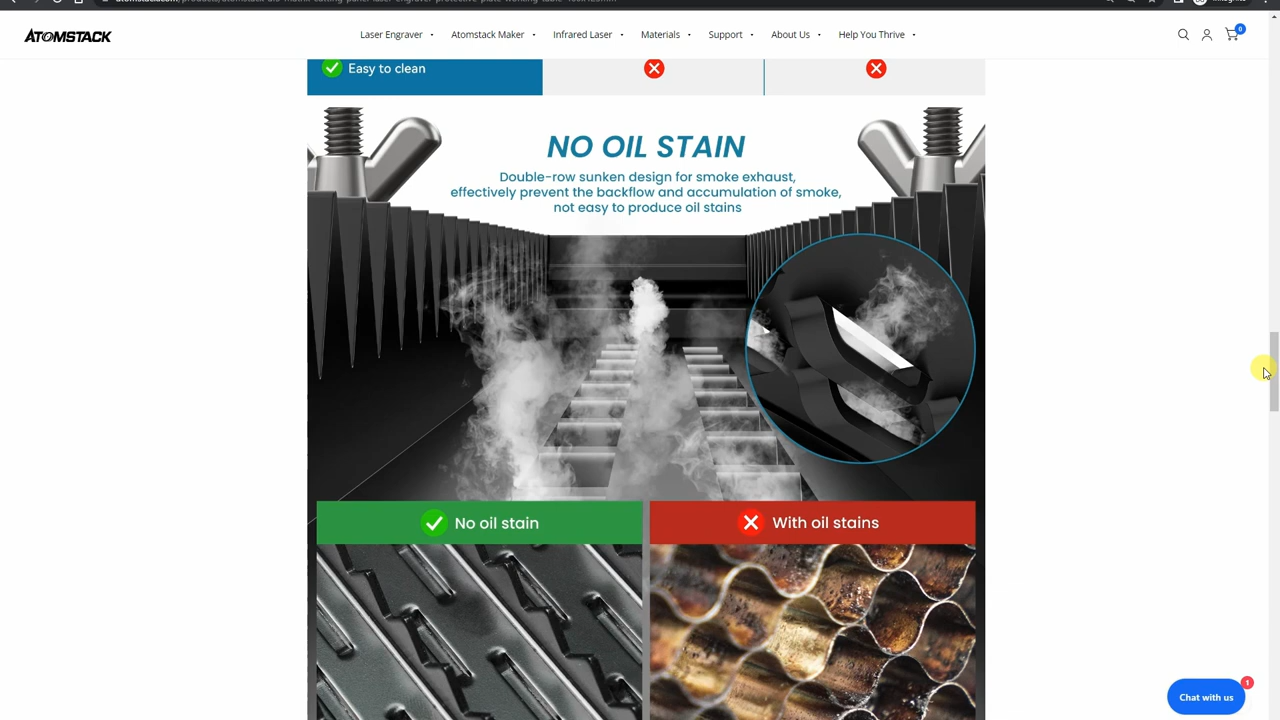 ATOMSTACK
Laser Engraver
Atomstack Maker
Infrared Laser
Materials
Support
About Us
Help You Thrive
0
Easy to clean
NO OIL STAIN
Double-row sunken design for smoke exhaust,
effectively prevent the backflow and accumulation of smoke,
not easy to produce oil stains
No oil stain
With oil stains
Chat with us
1